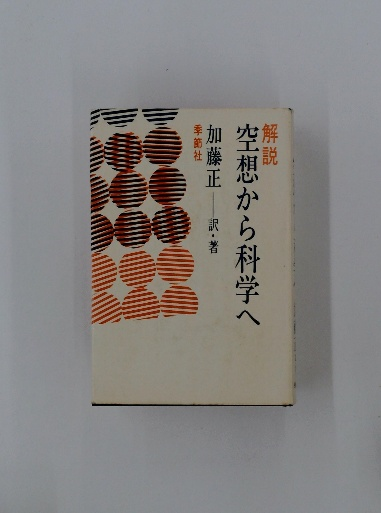 解説
空想から科学へ
加藤正——訳・著
季節社